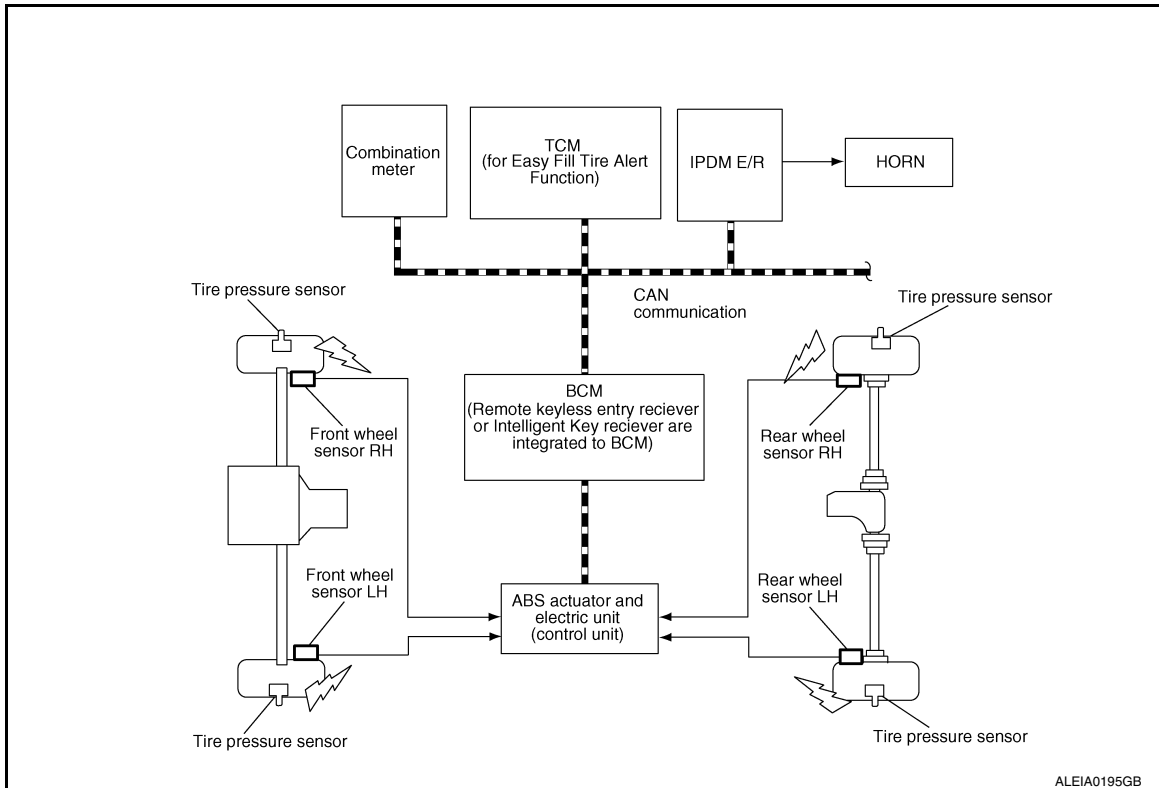 Combination
meter
TCM
(for Easy Fill Tire Alert
Function)
IPDM E/R
HORN
CAN
communication
Tire pressure sensor
Tire pressure sensor
BCM
(Remote keyless entry reciever
or Intelligent Key reciever are
integrated to BCM)
Front wheel
sensor RH
Rear wheel
sensor RH
Front wheel
sensor LH
ABS actuator and
electric unit
(control unit)
Rear wheel
sensor LH
Tire pressure sensor
Tire pressure sensor
ALEIA0195GB